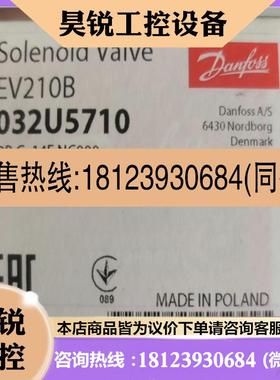 昊锐工控设备
Solenoid Valve
EV210B
Danfoss
032U5710
Danfoss A/S
6430 Nordborg
Denmark
售热线:18123930684(同
EAC
089
MADE IN POLAND
本店商品皆为议价下单请咨询客服
咨询热线:18123930684 (微